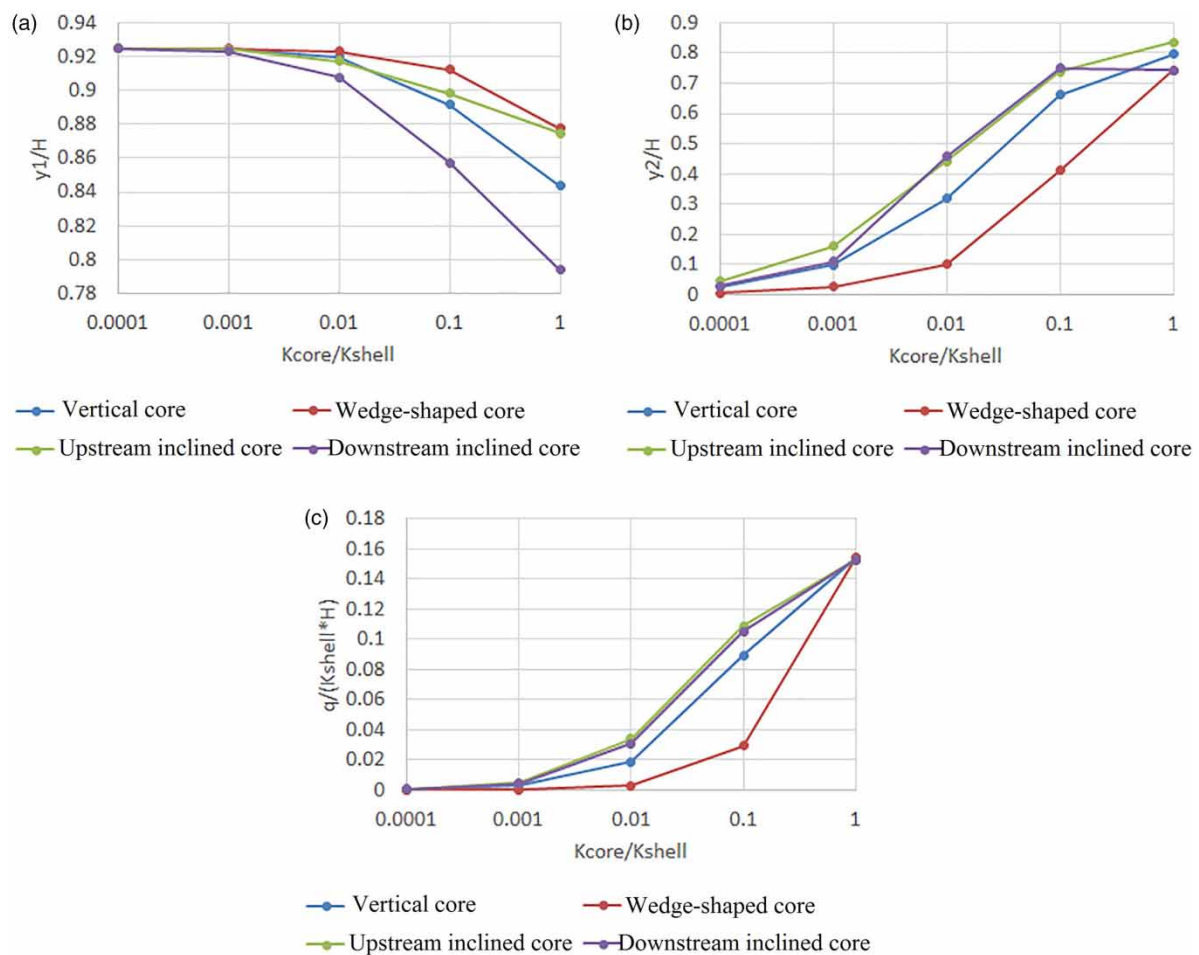 (a)
0.94
0.92
0.9
0.88
0.86
0.84
0.82
0.8
0.78
y1/H
0.0001 0.001 0.01 0.1 1
Kcore/Kshell
Vertical core Wedge-shaped core
Upstream inclined core Downstream inclined core
(b)
0.9
0.8
0.7
0.6
0.5
0.4
0.3
0.2
0.1
0
y2/H
0.0001 0.001 0.01 0.1 1
Kcore/Kshell
Vertical core Wedge-shaped core
Upstream inclined core Downstream inclined core
(c)
0.18
0.16
0.14
0.12
0.1
0.08
0.06
0.04
0.02
0
q/(Kshell*H)
0.0001 0.001 0.01 0.1 1
Kcore/Kshell
Vertical core Wedge-shaped core
Upstream inclined core Downstream inclined core